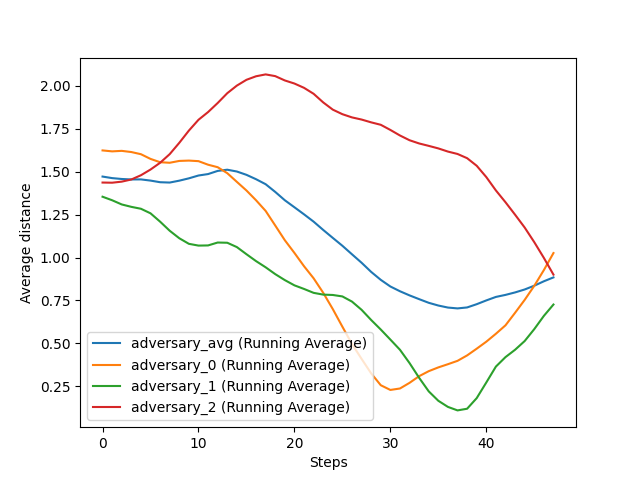 2.00
1.75
1.50
1.25
1.00
0.75
0.50
0.25
Average distance
adversary_avg (Running Average)
adversary_0 (Running Average)
adversary_1 (Running Average)
adversary_2 (Running Average)
0 10 20 30 40
Steps